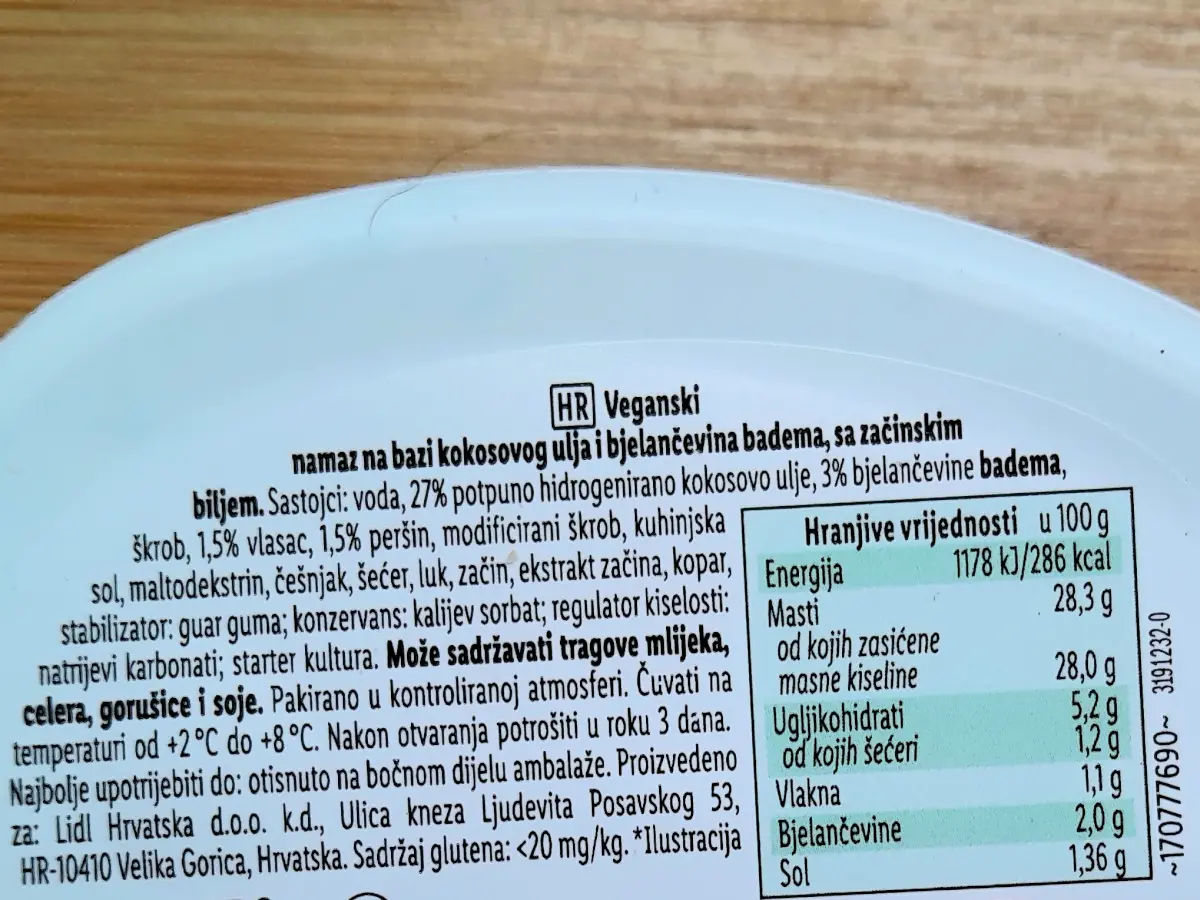 HR Veganski
namaz na bazi kokosovog ulja i bjelančevina badema, sa začinskim
biljem. Sastojci: voda, 27% potpuno hidrogenirano kokosovo ulje, 3% bjelančevine badema,
škrob, 1,5% vlasac, 1,5% peršin, modificirani škrob, kuhinjska
sol, maltodekstrin, češnjak, šećer, luk, začin, ekstrakt začina, kopar,
stabilizator: guar guma; konzervans: kalijev sorbat; regulator kiselosti:
natrijevi karbonati; starter kultura. Može sadržavati tragove mlijeka,
celera, gorušice i soje. Pakirano u kontroliranoj atmosferi. Čuvati na
temperaturi od +2 °C do +8 °C. Nakon otvaranja potrošiti u roku 3 dana.
Najbolje upotrijebiti do: otisnuto na bočnom dijelu ambalaže. Proizvedeno
za: Lidl Hrvatska d.o.o. k.d., Ulica kneza Ljudevita Posavskog 53,
HR-10410 Velika Gorica, Hrvatska. Sadržaj glutena: <20 mg/kg. *Ilustracija
Hranjive vrijednosti u 100 g
Energija 1178 kJ/286 kcal
Masti 28,3 g
od kojih zasićene
masne kiseline 28,0 g
Ugljikohidrati 5,2 g
od kojih šećeri 1,2 g
Vlakna 1,1 g
Bjelančevine 2,0 g
Sol 1,36 g
~1707777690~ 3191232-0